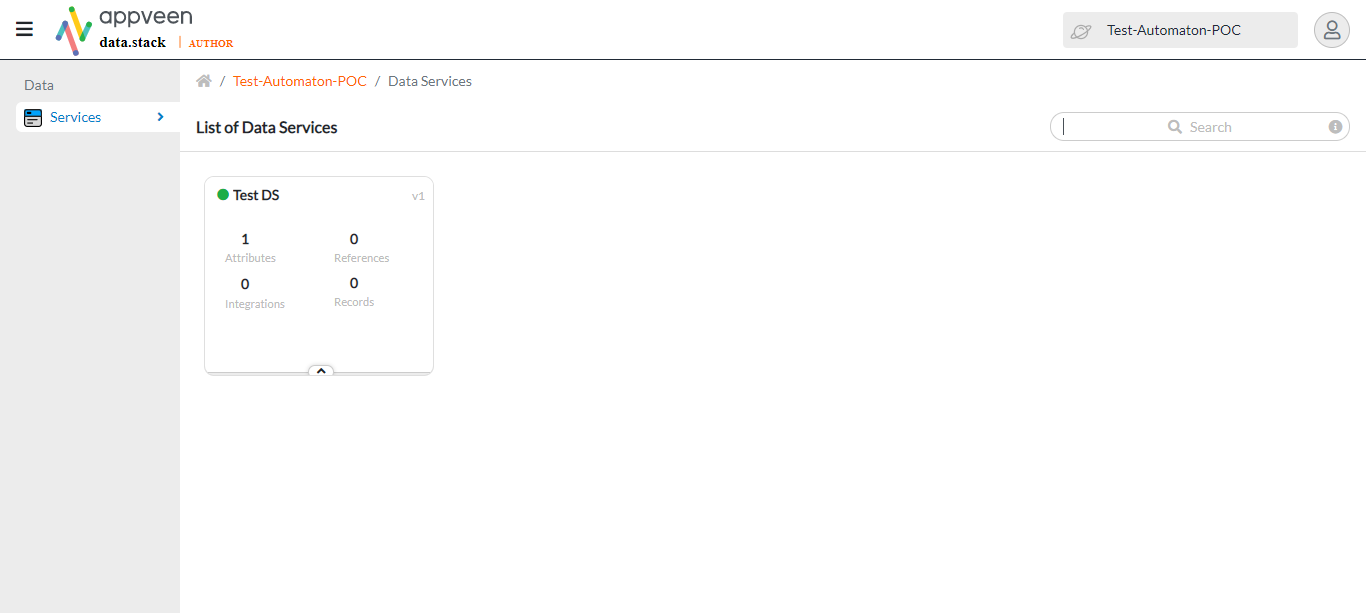 appveen
data.stack | AUTHOR
Test-Automaton-POC
Data
Services
/ Test-Automaton-POC / Data Services
List of Data Services
Search
Test DS v1
1 0
Attributes References
0 0
Integrations Records